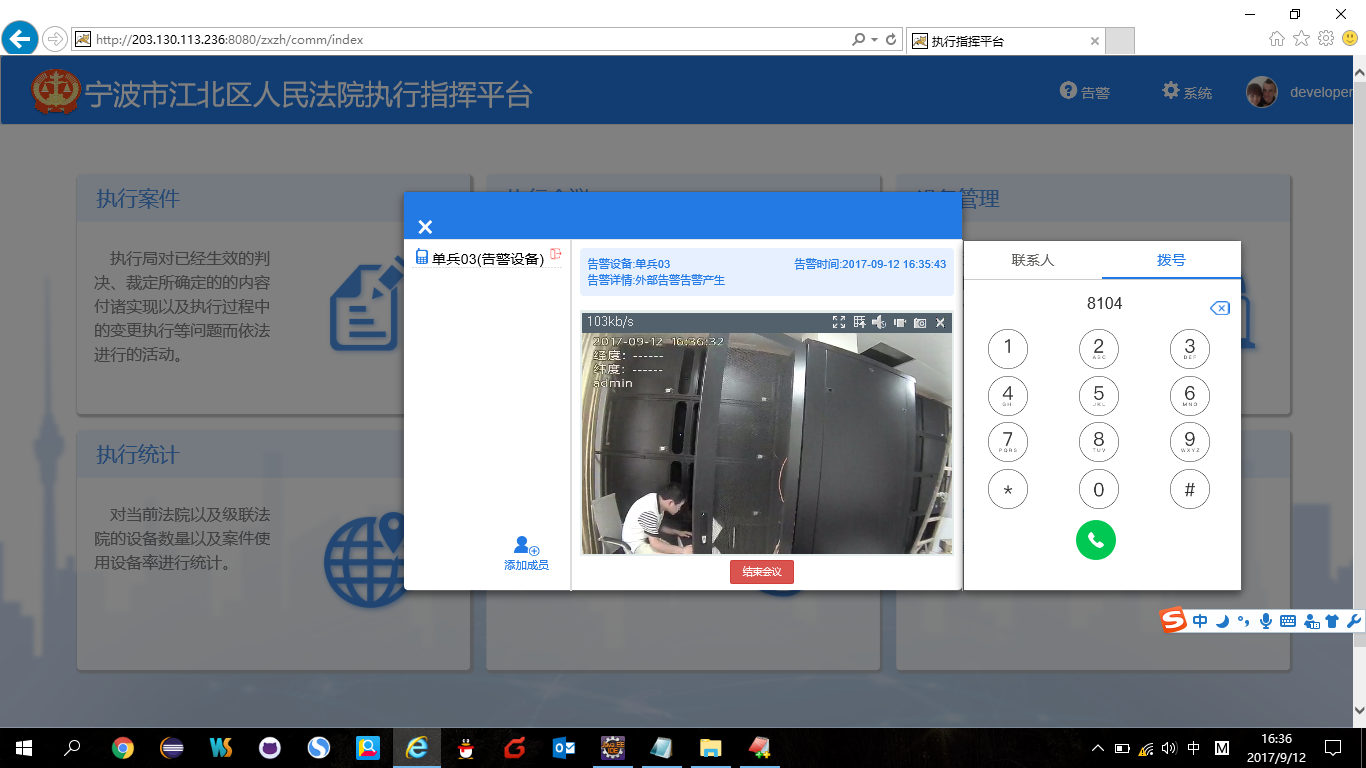 http://203.130.113.236:8080/zxzh/comm/index
执行指挥平台
宁波市江北区人民法院执行指挥平台
告警
系统
developer
执行案件
执行局对已经生效的判
决、裁定所确定的的内容
付诸实现以及执行过程中
的变更执行等问题而依法
进行的活动。
管理
执行统计
对当前法院以及级联法
院的设备数量以及案件使
用设备率进行统计。
单兵03(告警设备)
添加成员
告警设备:单兵03
告警时间:2017-09-12 16:35:43
告警详情:外部告警告警产生
103kb/s
2017-09-12 16:36:32
经度: ------
纬度: ------
admin
结束会议
联系人
拨号
8104
1
2
ABC
3
DEF
4
GHI
5
JKL
6
MNO
7
PQRS
8
TUV
9
WXYZ
*
0
#
中
中
M
16:36
2017/9/12